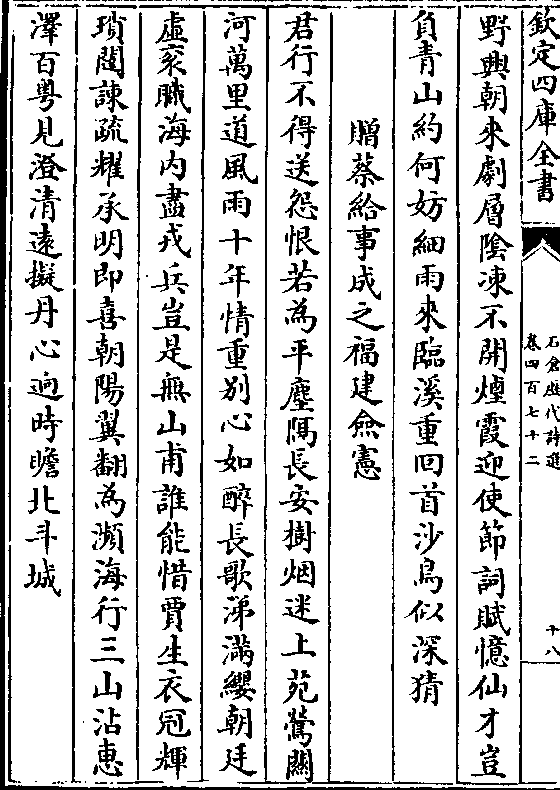 欽定四庫全書
石倉歷代詩選
卷四百七十二
十八
野興朝來劇層陰凍不開煙霞迎使節詞賦憶仙才豈
負青山約何妨細雨來臨溪重回首沙鳥似深猜
贈蔡給事成之福建僉憲
君行不得送怨恨若為平塵隔長安樹烟迷上苑鶯關
河萬里道風雨十年情重别心如醉長歌涕滿纓朝廷
虛衮職海内盡戎兵豈是無山甫誰能惜賈生衣冠輝
瑣闥諫疏耀承明即喜朝陽翼翻為瀕海行三山沾惠
澤百粤見澄清遠擬丹心逈時瞻北斗城